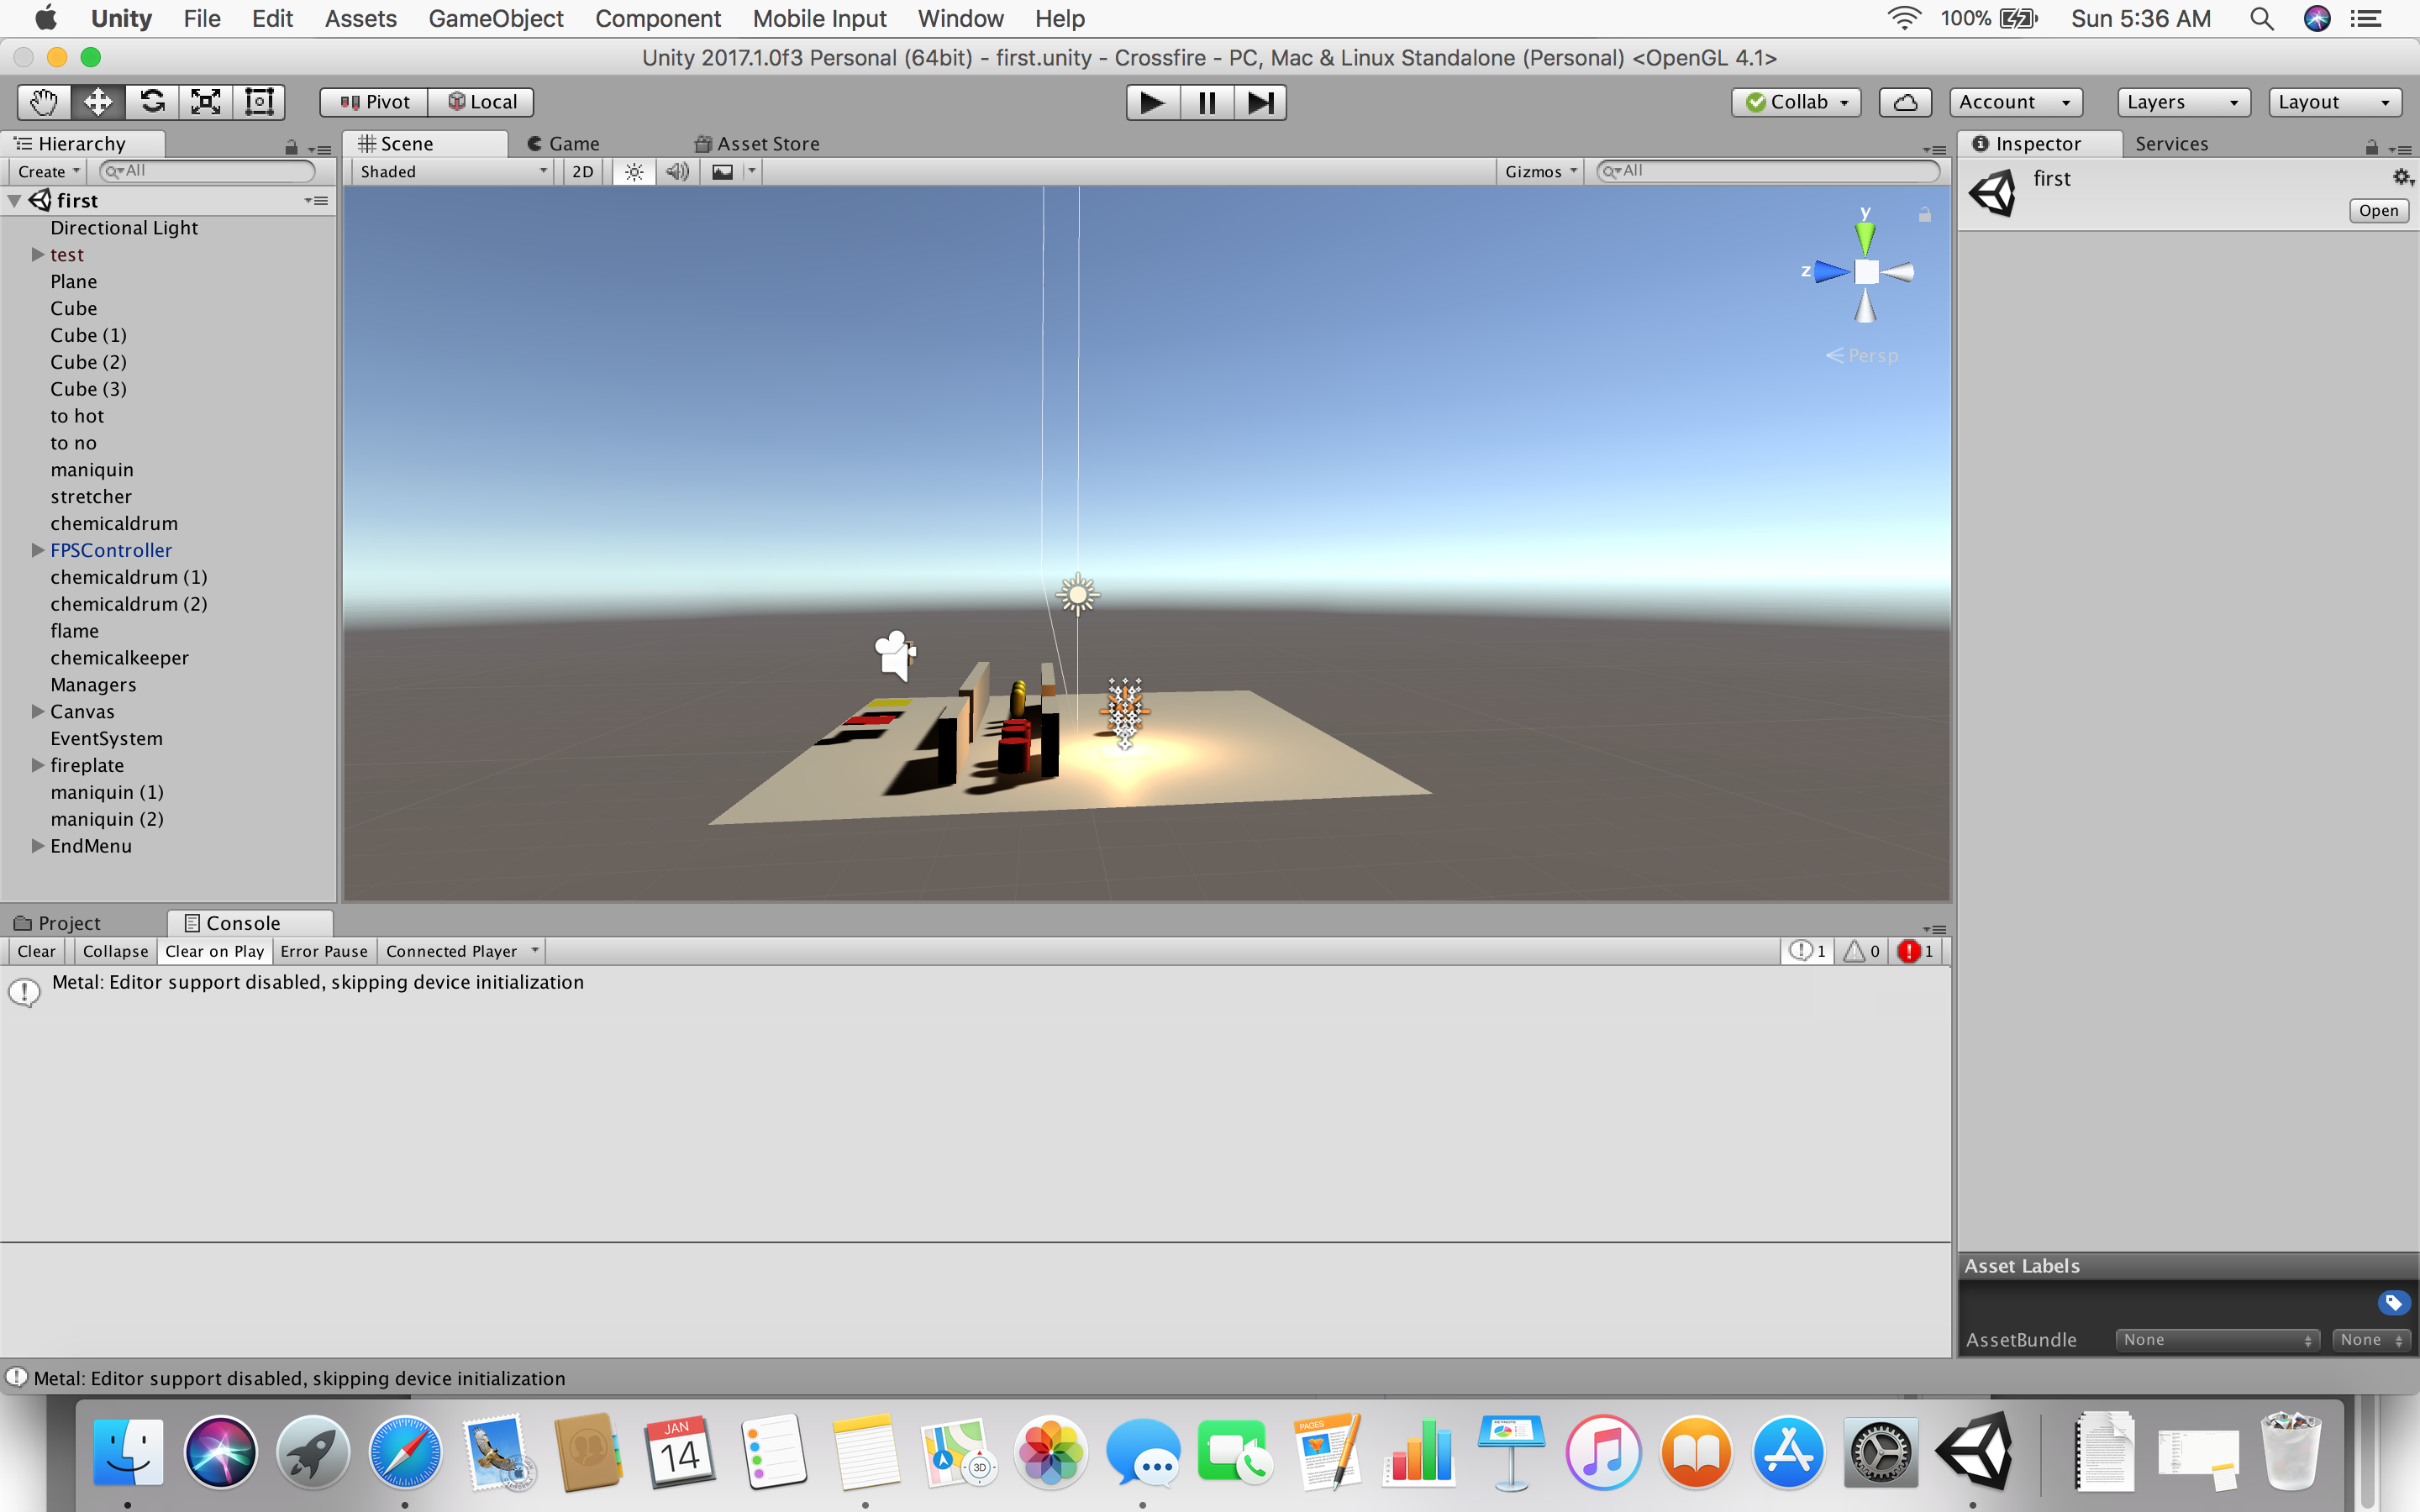 Unity File Edit Assets GameObject Component Mobile Input Window Help 100% Sun 5:36 AM
Unity 2017.1.0f3 Personal (64bit) - first.unity - Crossfire - PC, Mac & Linux Standalone (Personal) <OpenGL 4.1>
Pivot Local Collab Account Layers Layout
Hierarchy Scene Game Asset Store Inspector Services
Create All Shaded 2D Gizmos All
first
Open
first
Directional Light
test
Plane
Cube
Cube (1)
Cube (2)
Cube (3)
to hot
to no
maniquin
stretcher
chemicaldrum
FPSController
chemicaldrum (1)
chemicaldrum (2)
flame
chemicalkeeper
Managers
Canvas
EventSystem
fireplate
maniquin (1)
maniquin (2)
EndMenu
y
z
Persp
Project Console
Clear Collapse Clear on Play Error Pause Connected Player 1 0 1
Metal: Editor support disabled, skipping device initialization
Asset Labels
AssetBundle None None
Metal: Editor support disabled, skipping device initialization
JAN
14
3D
PAGES